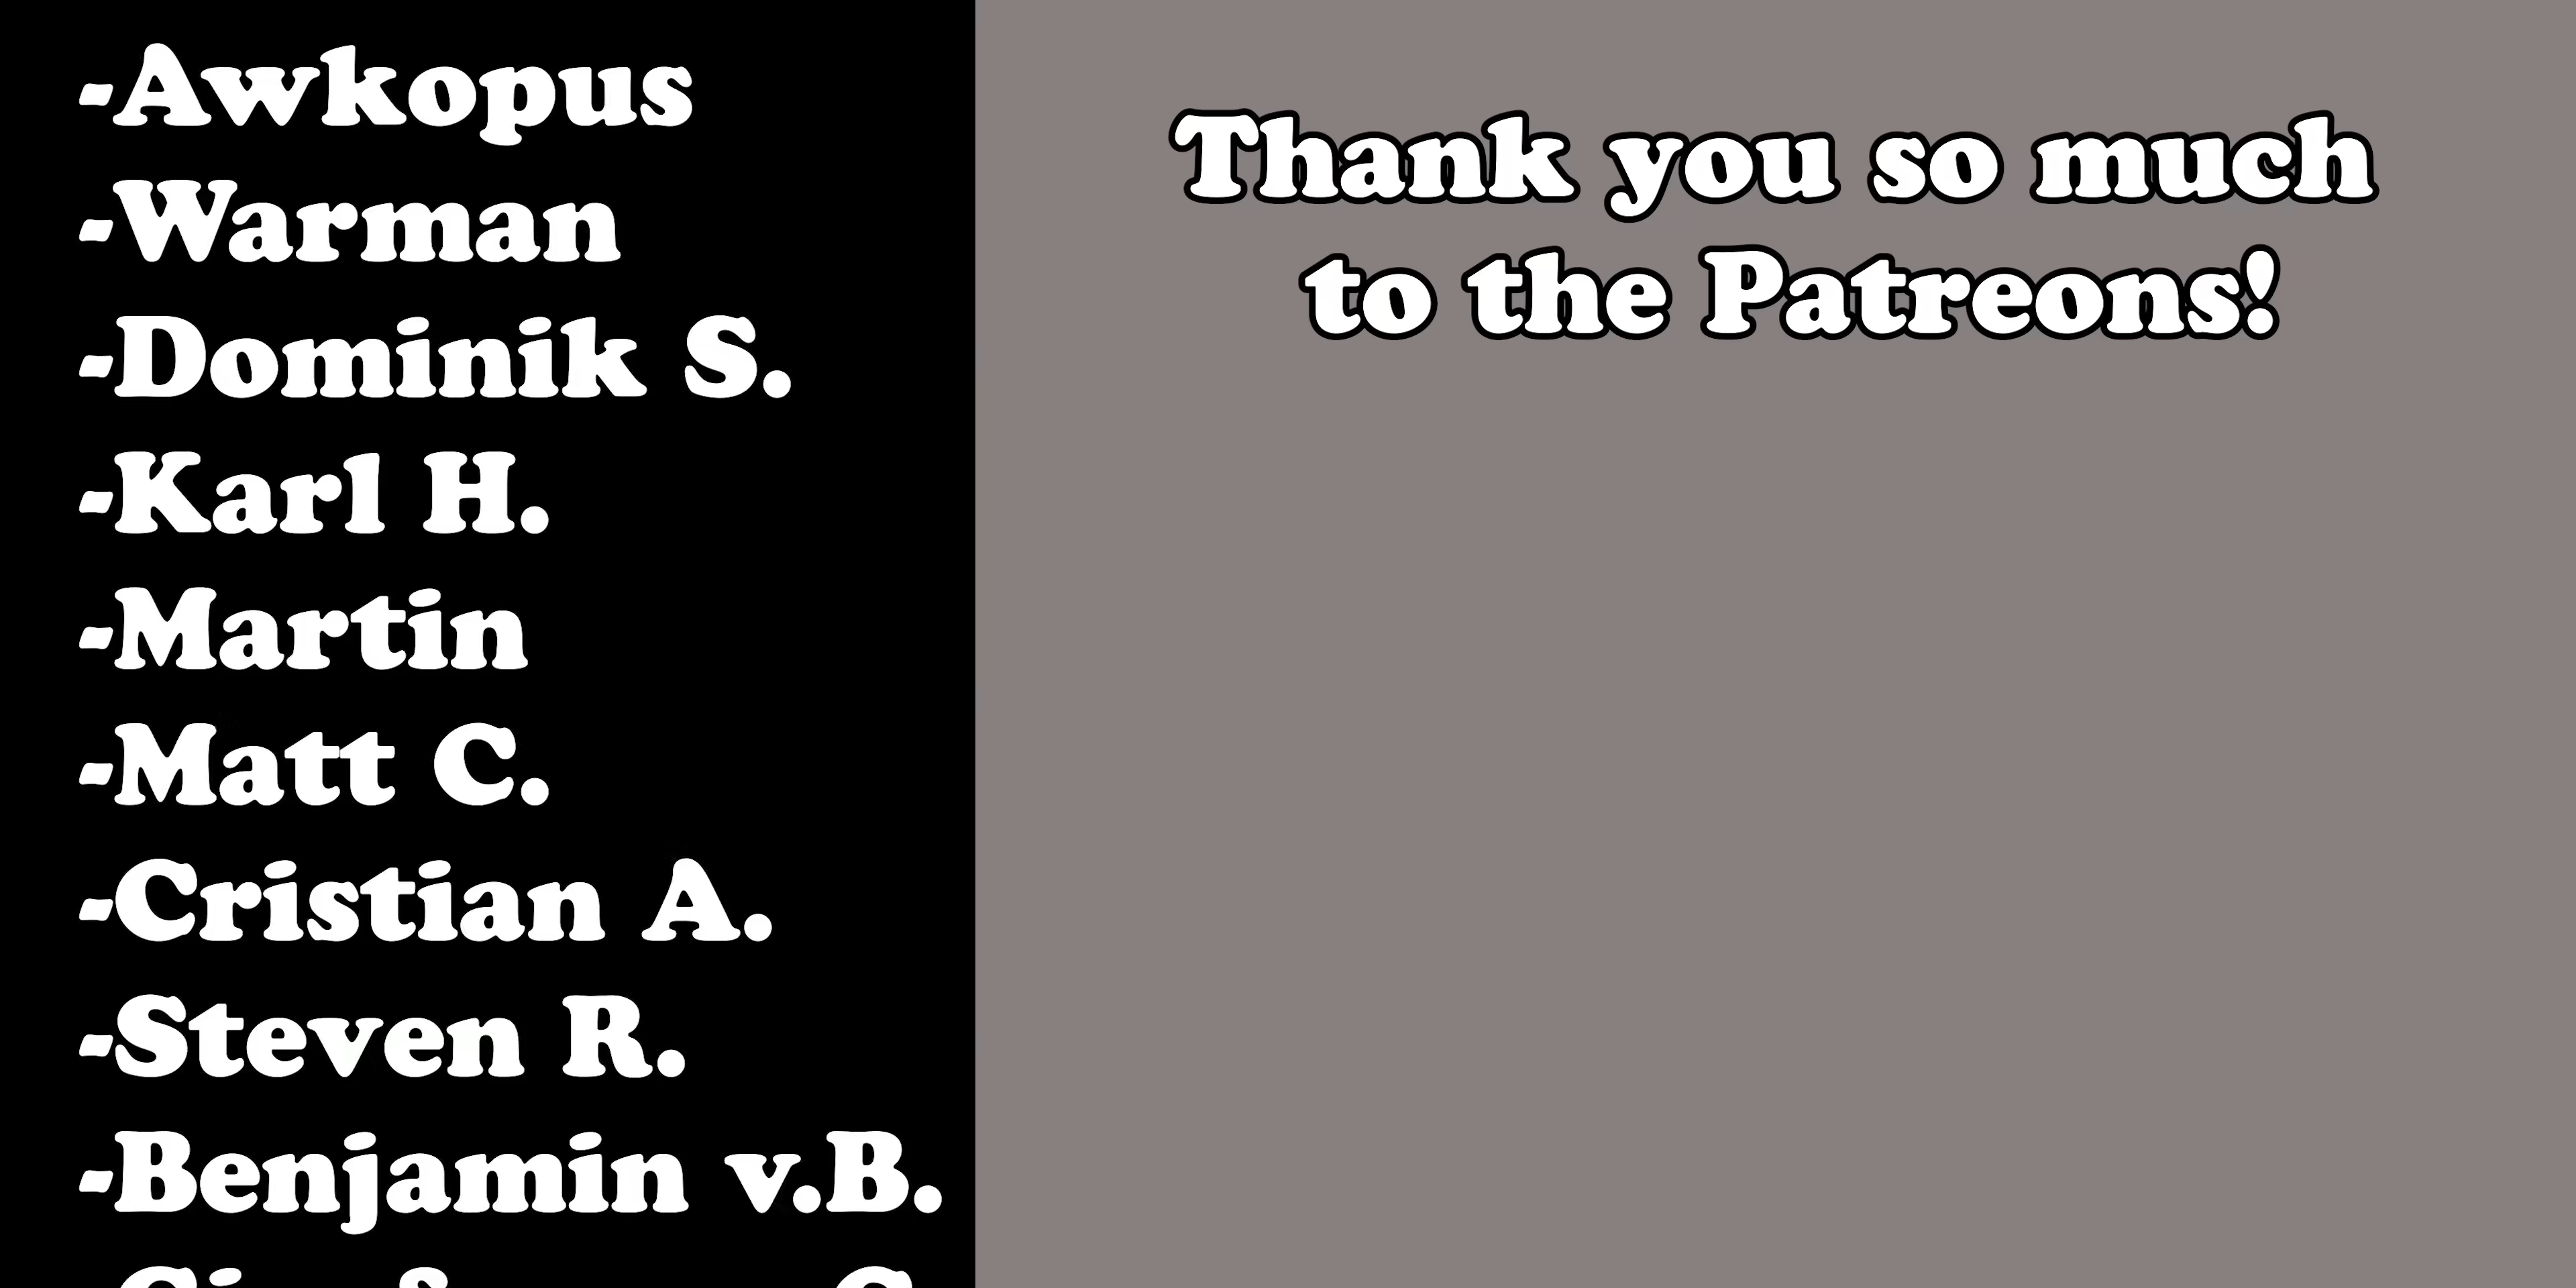 -Awkopus
-Warman
-Dominik S.
-Karl H.
-Martin
-Matt C.
-Cristian A.
-Steven R.
-Benjamin v.B.
Thank you so much
to the Patreons!